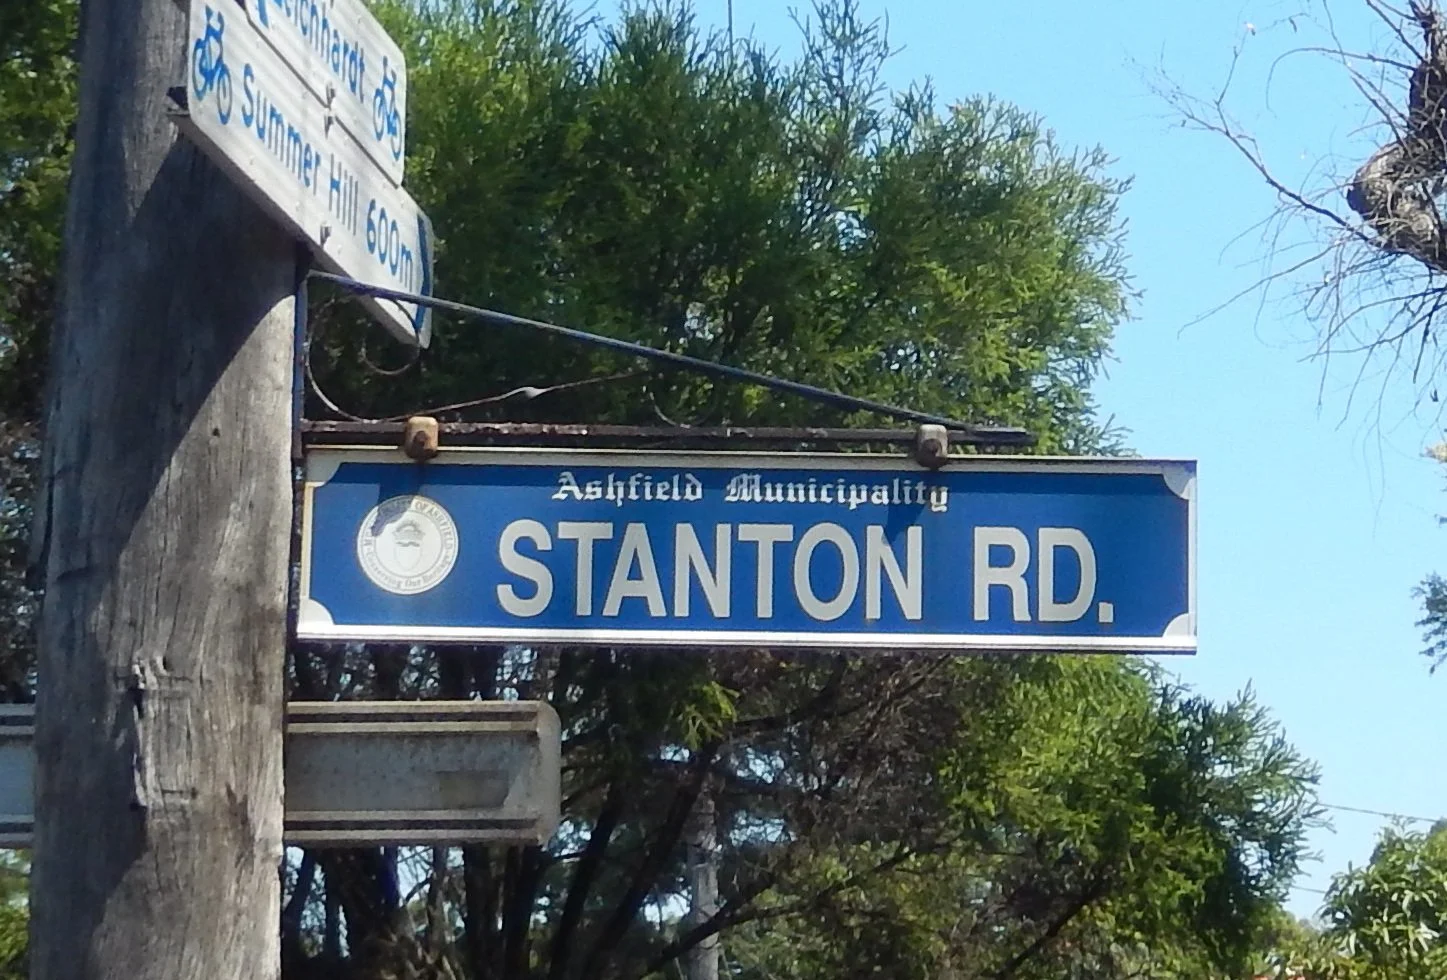 Leichhardt
Summer Hill 600m
Ashfield Municipality
STANTON RD.